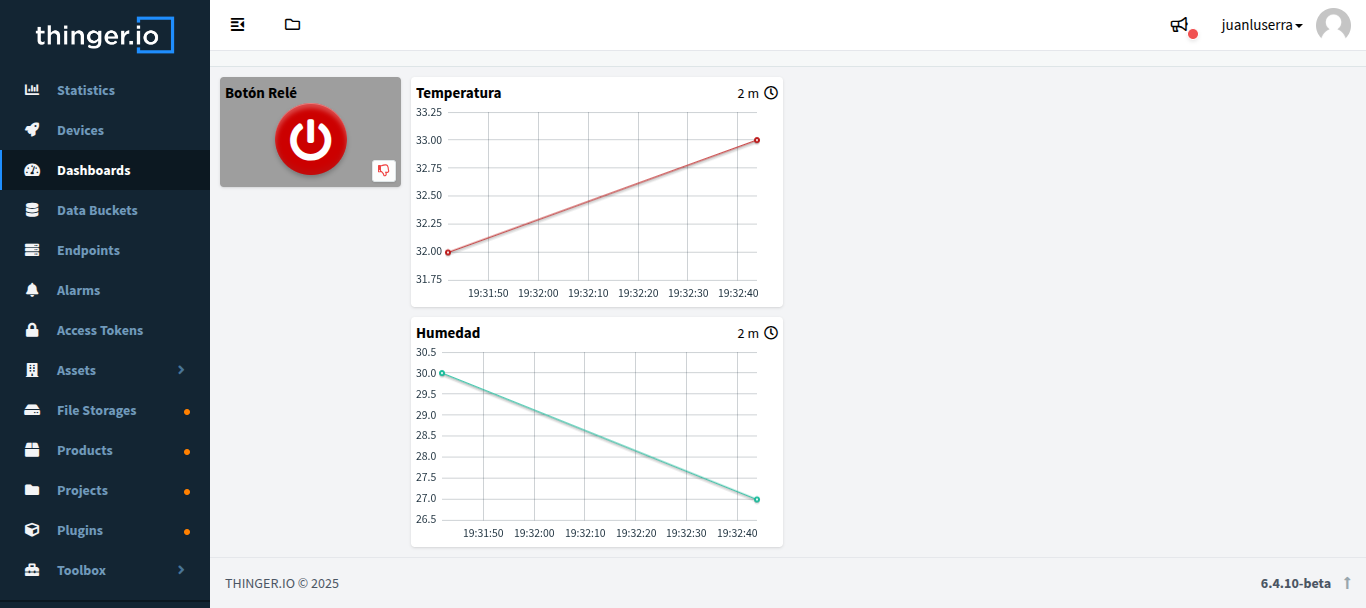 thinger.io
juanluserra
Statistics
Devices
Dashboards
Data Buckets
Endpoints
Alarms
Access Tokens
Assets
File Storages
Products
Projects
Plugins
Toolbox
Botón Relé
Temperatura 2 m
33.25
33.00
32.75
32.50
32.25
32.00
31.75
19:31:50 19:32:00 19:32:10 19:32:20 19:32:30 19:32:40
Humedad 2 m
30.5
30.0
29.5
29.0
28.5
28.0
27.5
27.0
26.5
19:31:50 19:32:00 19:32:10 19:32:20 19:32:30 19:32:40
THINGER.IO © 2025 6.4.10-beta